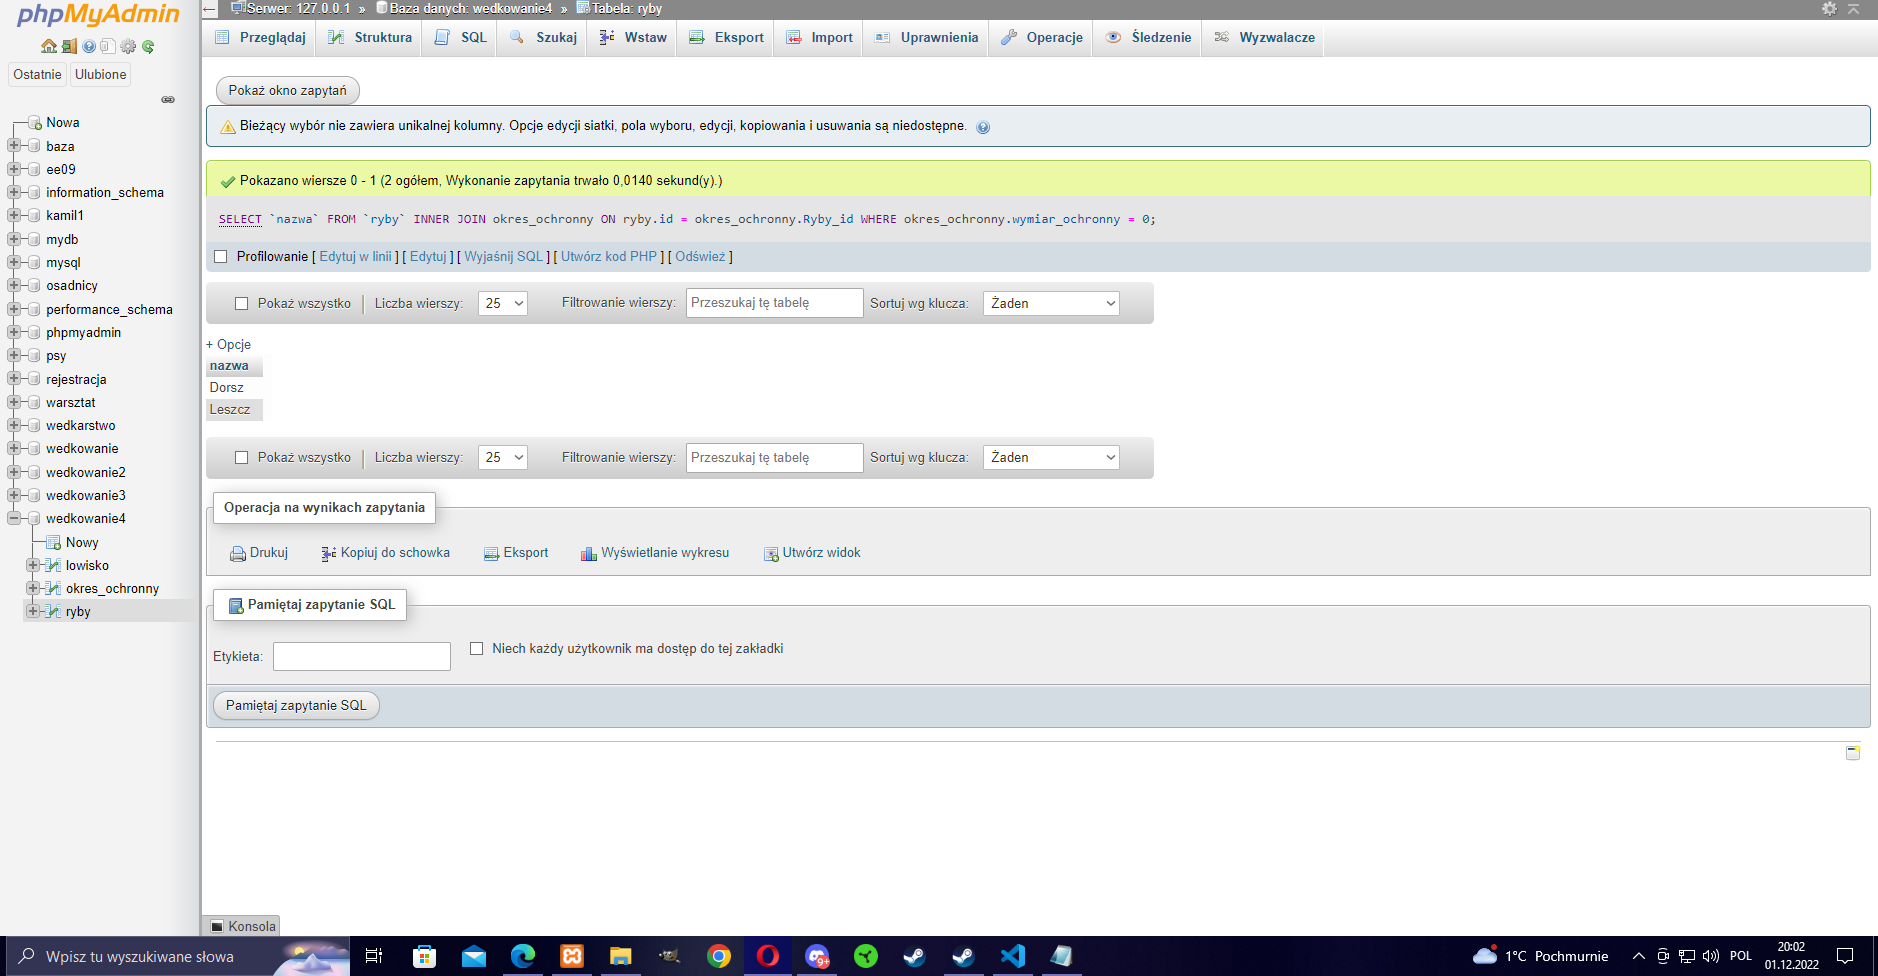 phpMyAdmin
Ostatnie Ulubione
Nowa
baza
ee09
information_schema
kamil1
mydb
mysql
osadnicy
performance_schema
phpmyadmin
psy
rejestracja
warsztat
wedkarstwo
wedkowanie
wedkowanie2
wedkowanie3
wedkowanie4
Nowy
lowisko
okres_ochronny
ryby
Serwer: 127.0.0.1 » Baza danych: wedkowanie4 » Tabela: ryby
Przeglądaj Struktura SQL Szukaj Wstaw Eksport Import Uprawnienia Operacje Śledzenie Wyzwalacze
Pokaż okno zapytań
Bieżący wybór nie zawiera unikalnej kolumny. Opcje edycji siatki, pola wyboru, edycji, kopiowania i usuwania są niedostępne.
Pokazano wiersze 0 - 1 (2 ogółem, Wykonanie zapytania trwało 0,0140 sekund(y).)
SELECT `nazwa` FROM `ryby` INNER JOIN okres_ochronny ON ryby.id = okres_ochronny.Ryby_id WHERE okres_ochronny.wymiar_ochronny = 0;
Profilowanie [ Edytuj w linii ] [ Edytuj ] [ Wyjaśnij SQL ] [ Utwórz kod PHP ] [ Odśwież ]
Pokaż wszystko | Liczba wierszy: 25 Filtrowanie wierszy: Przeszukaj tę tabelę Sortuj wg klucza: Żaden
+ Opcje
nazwa
Dorsz
Leszcz
Pokaż wszystko | Liczba wierszy: 25 Filtrowanie wierszy: Przeszukaj tę tabelę Sortuj wg klucza: Żaden
Operacja na wynikach zapytania
Drukuj Kopiuj do schowka Eksport Wyświetlanie wykresu Utwórz widok
Pamiętaj zapytanie SQL
Etykieta: Niech każdy użytkownik ma dostęp do tej zakładki
Pamiętaj zapytanie SQL
Konsola
Wpisz tu wyszukiwane słowa
9+
1°C Pochmurnie
POL
20:02
01.12.2022